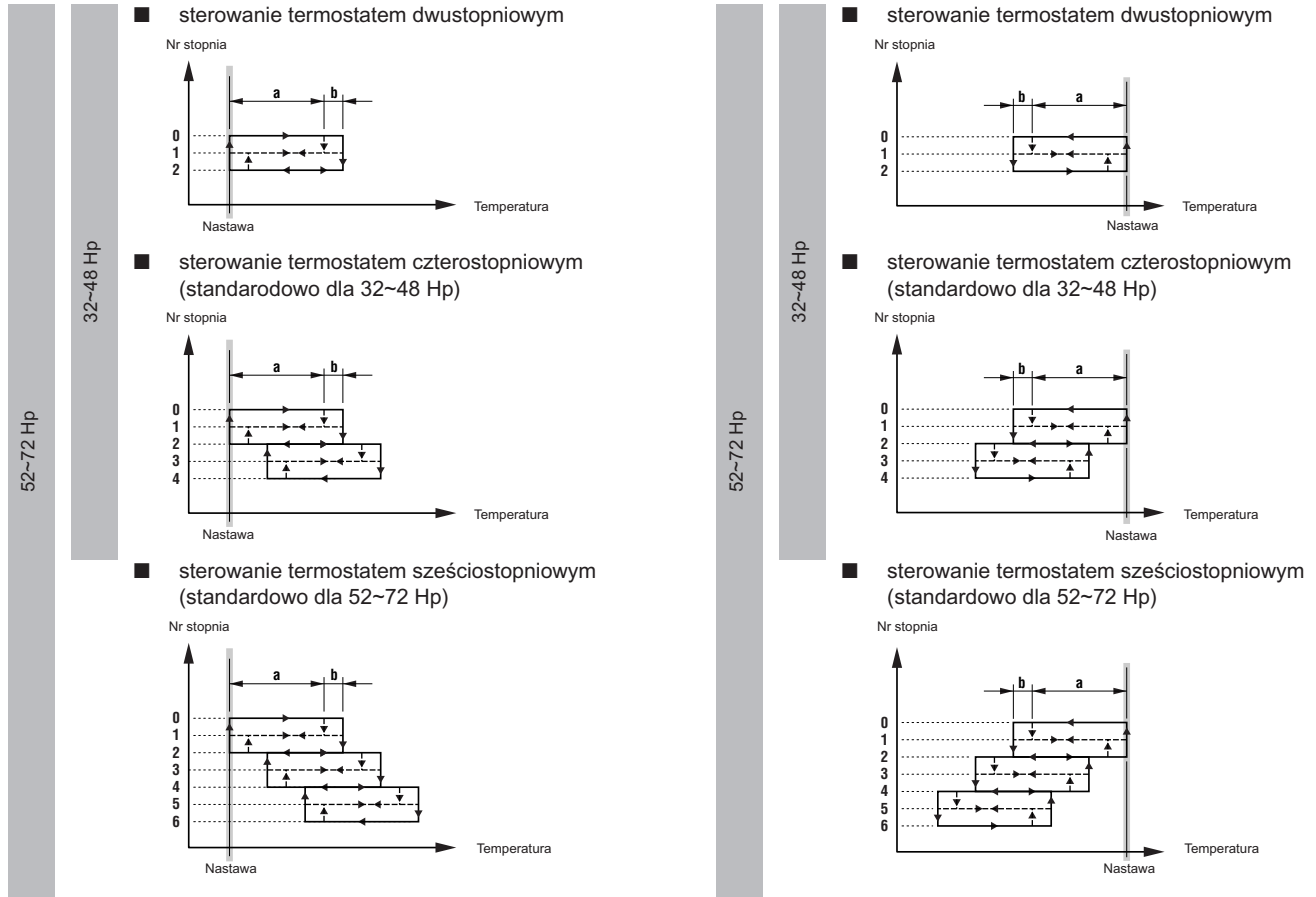 52~72 Hp
32~48 Hp
■ sterowanie termostatem dwustopniowym
Nr stopnia
a b
0
1
2
Temperatura
Nastawa
■ sterowanie termostatem czterostopniowym
(standarodowo dla 32~48 Hp)
Nr stopnia
a b
0
1
2
3
4
Temperatura
Nastawa
■ sterowanie termostatem sześciostopniowym
(standardowo dla 52~72 Hp)
Nr stopnia
a b
0
1
2
3
4
5
6
Temperatura
Nastawa
52~72 Hp
32~48 Hp
■ sterowanie termostatem dwustopniowym
Nr stopnia
b a
0
1
2
Temperatura
Nastawa
■ sterowanie termostatem czterostopniowym
(standardowo dla 32~48 Hp)
Nr stopnia
b a
0
1
2
3
4
Temperatura
Nastawa
■ sterowanie termostatem sześciostopniowym
(standardowo dla 52~72 Hp)
Nr stopnia
b a
0
1
2
3
4
5
6
Temperatura
Nastawa